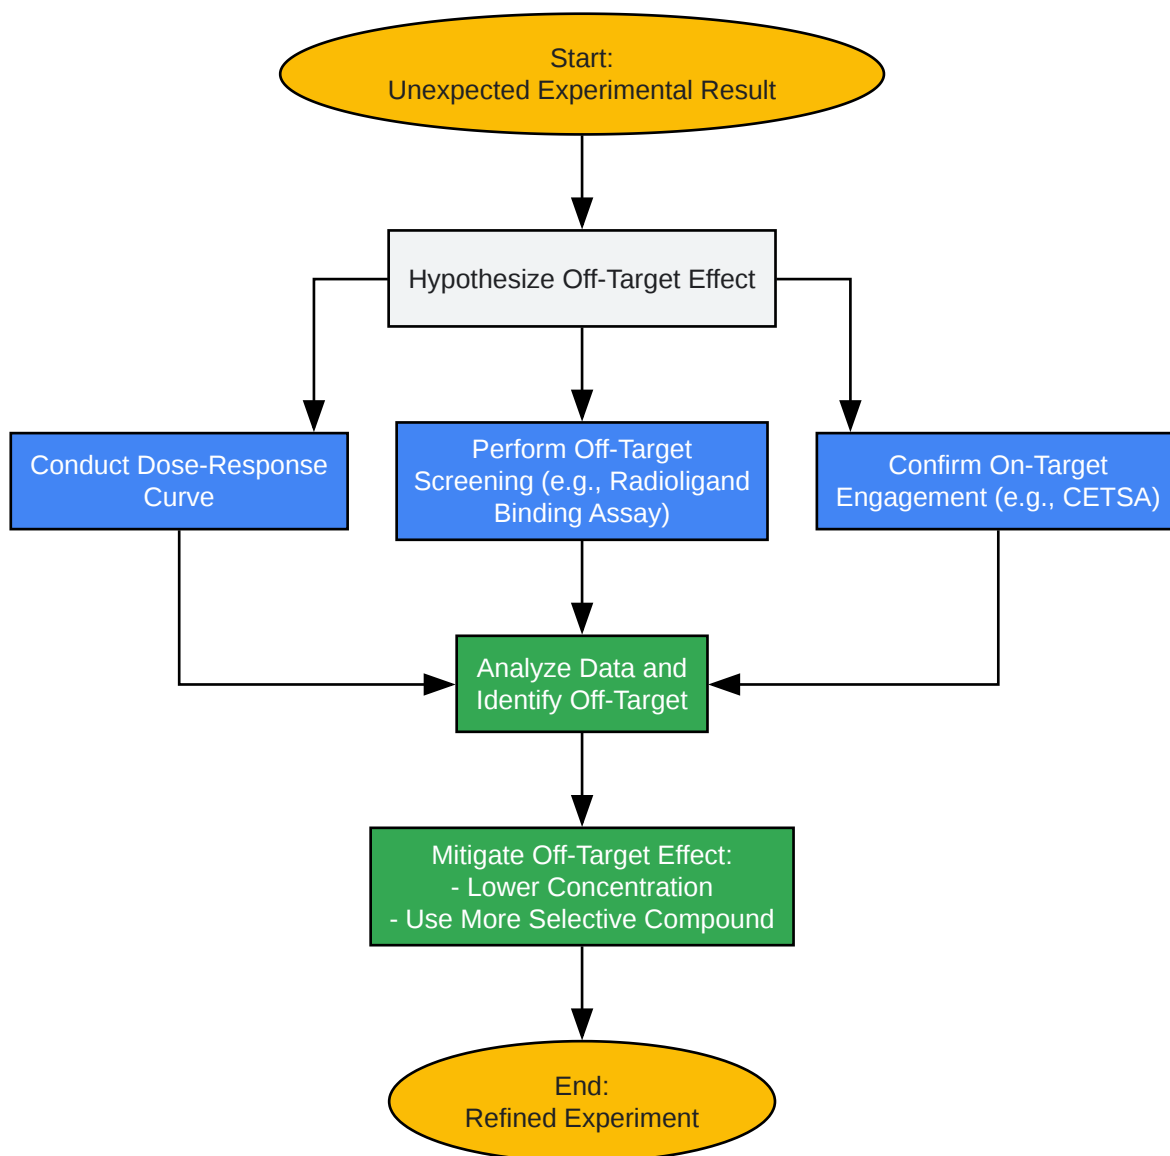 Start:
Unexpected Experimental Result
Hypothesize Off-Target Effect
Conduct Dose-Response
Curve
Perform Off-Target
Screening (e.g., Radioligand
Binding Assay)
Confirm On-Target
Engagement (e.g., CETSA)
Analyze Data and
Identify Off-Target
Mitigate Off-Target Effect:
- Lower Concentration
- Use More Selective Compound
End:
Refined Experiment